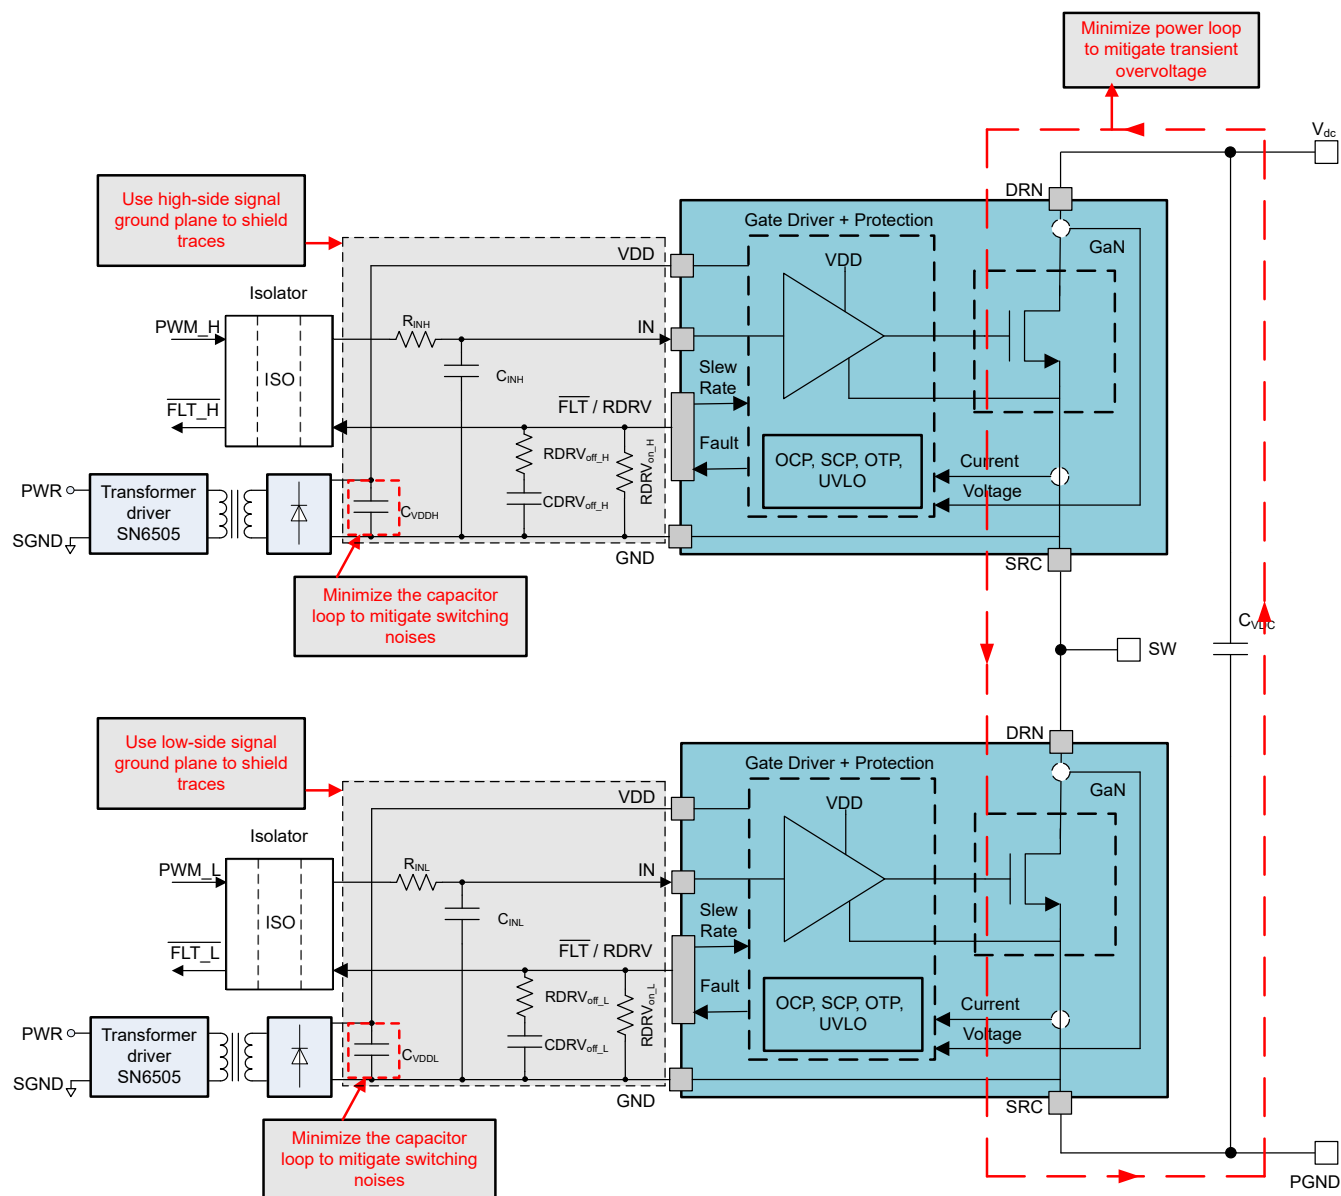 Minimize power loop
to mitigate transient
overvoltage
Vdc
DRN
Use high-side signal
ground plane to shield
traces
Gate Driver + Protection
GaN
VDD
VDD
Isolator
PWM_H
RINH
IN
CINH
ISO
Slew
Rate
FLT_H
FLT / RDRV
Fault
RDRVoff_H
RDRVon_H
OCP, SCP, OTP,
UVLO
Current
Voltage
PWR
Transformer
driver
SN6505
CDRVoff_H
CVDDH
SGND
GND
SRC
Minimize the capacitor
loop to mitigate switching
noises
CVDC
SW
Use low-side signal
ground plane to shield
traces
DRN
Gate Driver + Protection
GaN
VDD
VDD
Isolator
PWM_L
RINL
IN
CINL
ISO
Slew
Rate
FLT_L
FLT / RDRV
Fault
RDRVoff_L
RDRVon_L
OCP, SCP, OTP,
UVLO
Current
Voltage
PWR
Transformer
driver
SN6505
CDRVoff_L
CVDDL
SGND
GND
SRC
Minimize the capacitor
loop to mitigate switching
noises
PGND